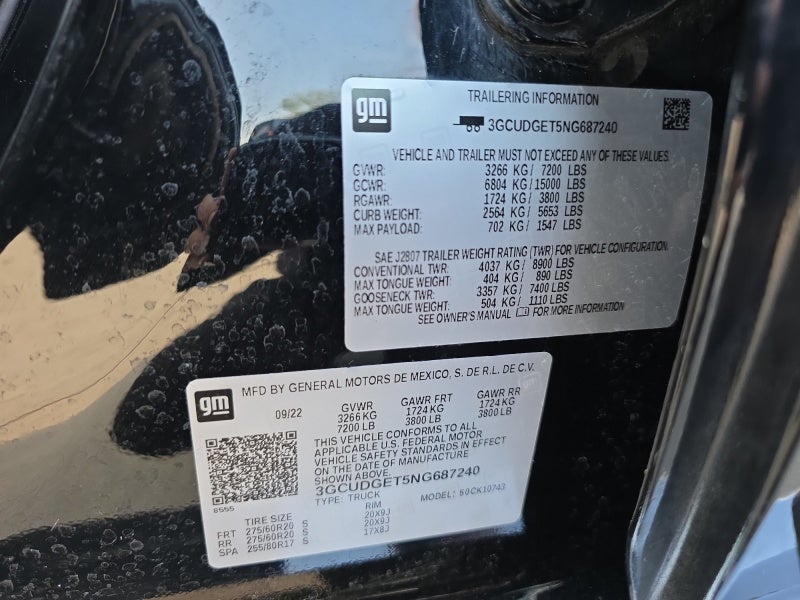 gm
TRAILERING INFORMATION
3GCUDGET5NG687240
VEHICLE AND TRAILER MUST NOT EXCEED ANY OF THESE VALUES.
GVWR: 3266 KG/ 7200 LBS
GCWR: 6804 KG/ 15000 LBS
RGAWR: 1724 KG/ 3800 LBS
CURB WEIGHT: 2564 KG/ 5653 LBS
MAX PAYLOAD: 702 KG/ 1547 LBS
SAE J2807 TRAILER WEIGHT RATING (TWR) FOR VEHICLE CONFIGURATION.
CONVENTIONAL TWR: 4037 KG/ 8900 LBS
MAX TONGUE WEIGHT: 404 KG/ 890 LBS
GOOSENECK TWR: 3357 KG/ 7400 LBS
MAX TONGUE WEIGHT: 504 KG/ 1110 LBS
SEE OWNER'S MANUAL FOR MORE INFORMATION
gm
MFD BY GENERAL MOTORS DE MEXICO, S. DE R.L. DE C.V.
09/22 GVWR GAWR FRT GAWR RR
3266 KG 1724 KG 1724 KG
7200 LB 3800 LB 3800 LB
THIS VEHICLE CONFORMS TO ALL
APPLICABLE U.S. FEDERAL MOTOR
VEHICLE SAFETY STANDARDS IN EFFECT
ON THE DATE OF MANUFACTURE
SHOWN ABOVE.
3GCUDGET5NG687240
TYPE: TRUCK MODEL: 50CK10743
8555
TIRE SIZE RIM
FRT 275/60R20 S 20X9J
RR 275/60R20 S 20X9J
SPA 255/80R17 S 17X8J